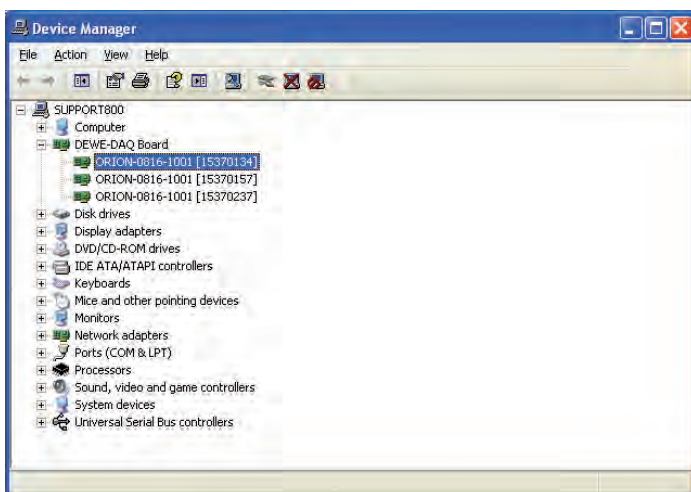 Device Manager
File Action View Help
SUPPORT800
Computer
DEWE-DAQ Board
ORION-0816-1001 [15370134]
ORION-0816-1001 [15370157]
ORION-0816-1001 [15370237]
Disk drives
Display adapters
DVD/CD-ROM drives
IDE ATA/ATAPI controllers
Keyboards
Mice and other pointing devices
Monitors
Network adapters
Ports (COM & LPT)
Processors
Sound, video and game controllers
System devices
Universal Serial Bus controllers